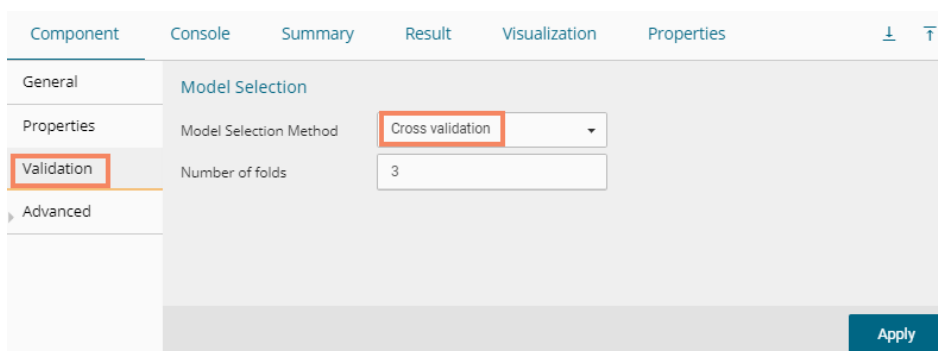 Component Console Summary Result Visualization Properties
General
Model Selection
Properties
Model Selection Method Cross validation
Validation
Number of folds 3
Advanced
Apply